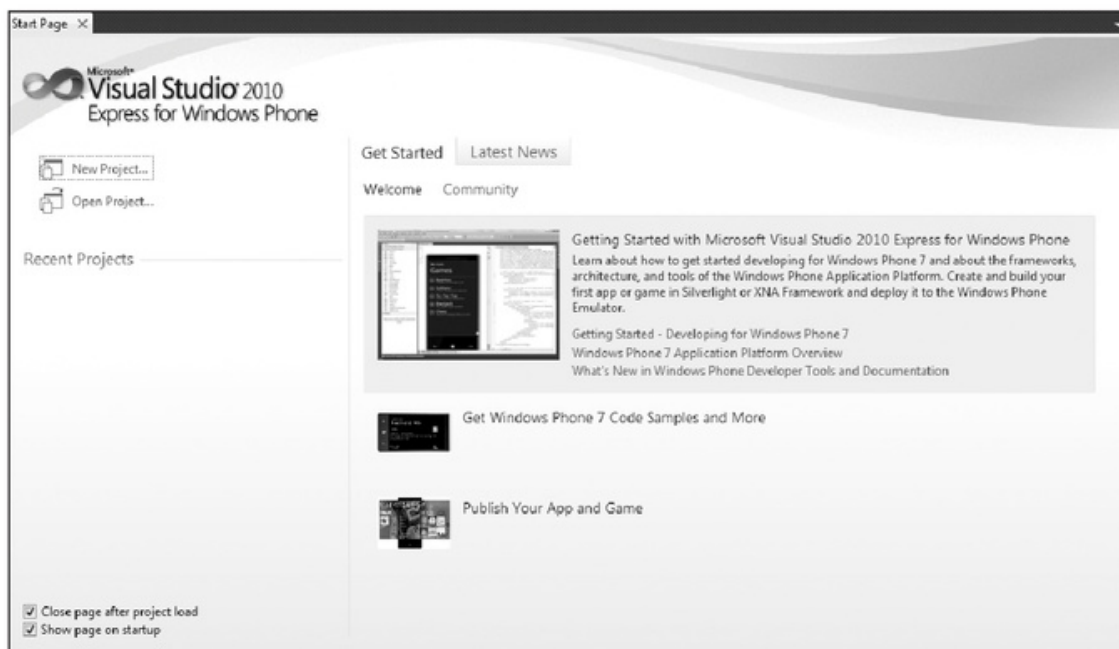 Start Page
Microsoft®
Visual Studio® 2010
Express for Windows Phone
New Project...
Open Project...
Recent Projects
Close page after project load
Show page on startup
Get Started Latest News
Welcome Community
Getting Started with Microsoft Visual Studio 2010 Express for Windows Phone
Learn about how to get started developing for Windows Phone 7 and about the frameworks,
architecture, and tools of the Windows Phone Application Platform. Create and build your
first app or game in Silverlight or XNA Framework and deploy it to the Windows Phone
Emulator.
Getting Started - Developing for Windows Phone 7
Windows Phone 7 Application Platform Overview
What's New in Windows Phone Developer Tools and Documentation
Games
Get Windows Phone 7 Code Samples and More
Publish Your App and Game